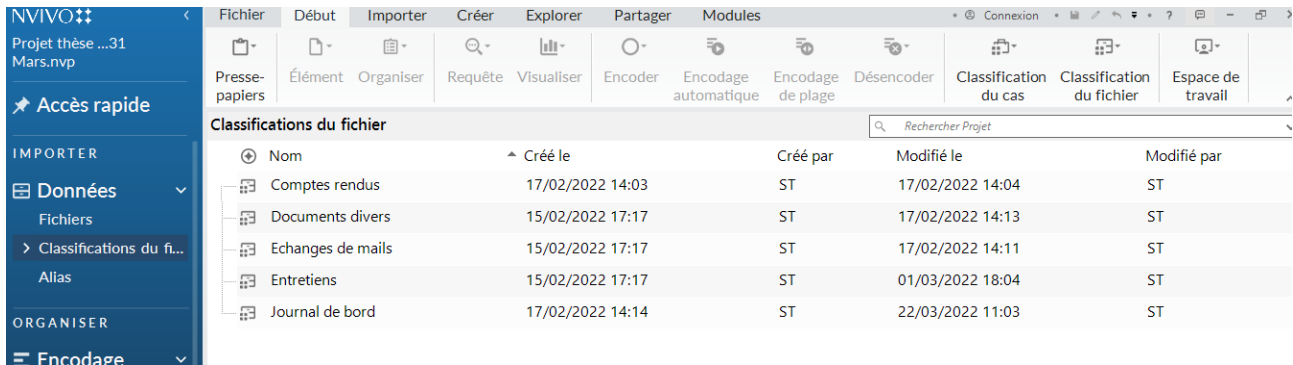 NVIVO
Fichier Début Importer Créer Explorer Partager Modules Connexion ?
Projet thèse ...31
Mars.nvp
Accès rapide
Presse-
papiers
Élément Organiser Requête Visualiser Encoder
Encodage
automatique
Encodage
de plage
Désencoder
Classification
du cas
Classification
du fichier
Espace de
travail
Classifications du fichier
Rechercher Projet
IMPORTER
Données
Fichiers
Classifications du fi...
Alias
ORGANISER
Encodage
Nom Créé le Créé par Modifié le Modifié par
Comptes rendus 17/02/2022 14:03 ST 17/02/2022 14:04 ST
Documents divers 15/02/2022 17:17 ST 17/02/2022 14:13 ST
Echanges de mails 15/02/2022 17:17 ST 17/02/2022 14:11 ST
Entretiens 15/02/2022 17:17 ST 01/03/2022 18:04 ST
Journal de bord 17/02/2022 14:14 ST 22/03/2022 11:03 ST